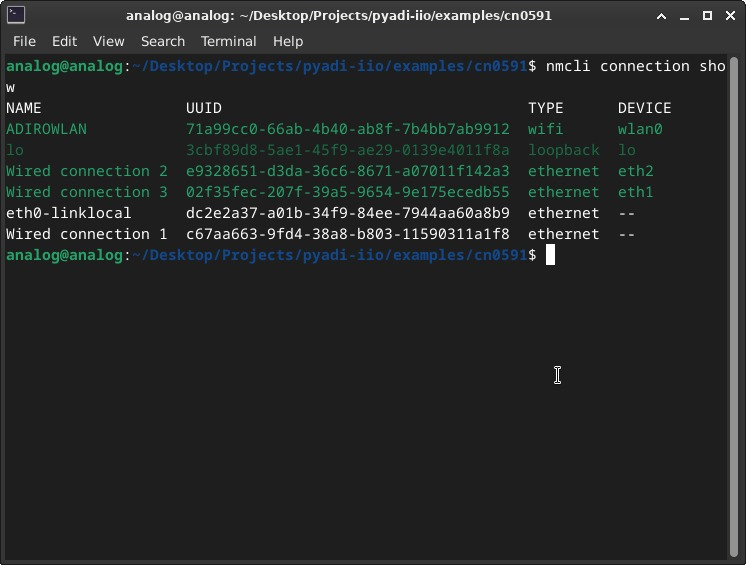 analog@analog: ~/Desktop/Projects/pyadi-iio/examples/cn0591
File Edit View Search Terminal Help
analog@analog:~/Desktop/Projects/pyadi-iio/examples/cn0591$ nmcli connection sho
w
NAME UUID TYPE DEVICE
ADIROWLAN 71a99cc0-66ab-4b40-ab8f-7b4bb7ab9912 wifi wlan0
lo 3cbf89d8-5ae1-45f9-ae29-0139e4011f8a loopback lo
Wired connection 2 e9328651-d3da-36c6-8671-a07011f142a3 ethernet eth2
Wired connection 3 02f35fec-207f-39a5-9654-9e175ecedb55 ethernet eth1
eth0-linklocal dc2e2a37-a01b-34f9-84ee-7944aa60a8b9 ethernet --
Wired connection 1 c67aa663-9fd4-38a8-b803-11590311a1f8 ethernet --
analog@analog:~/Desktop/Projects/pyadi-iio/examples/cn0591$